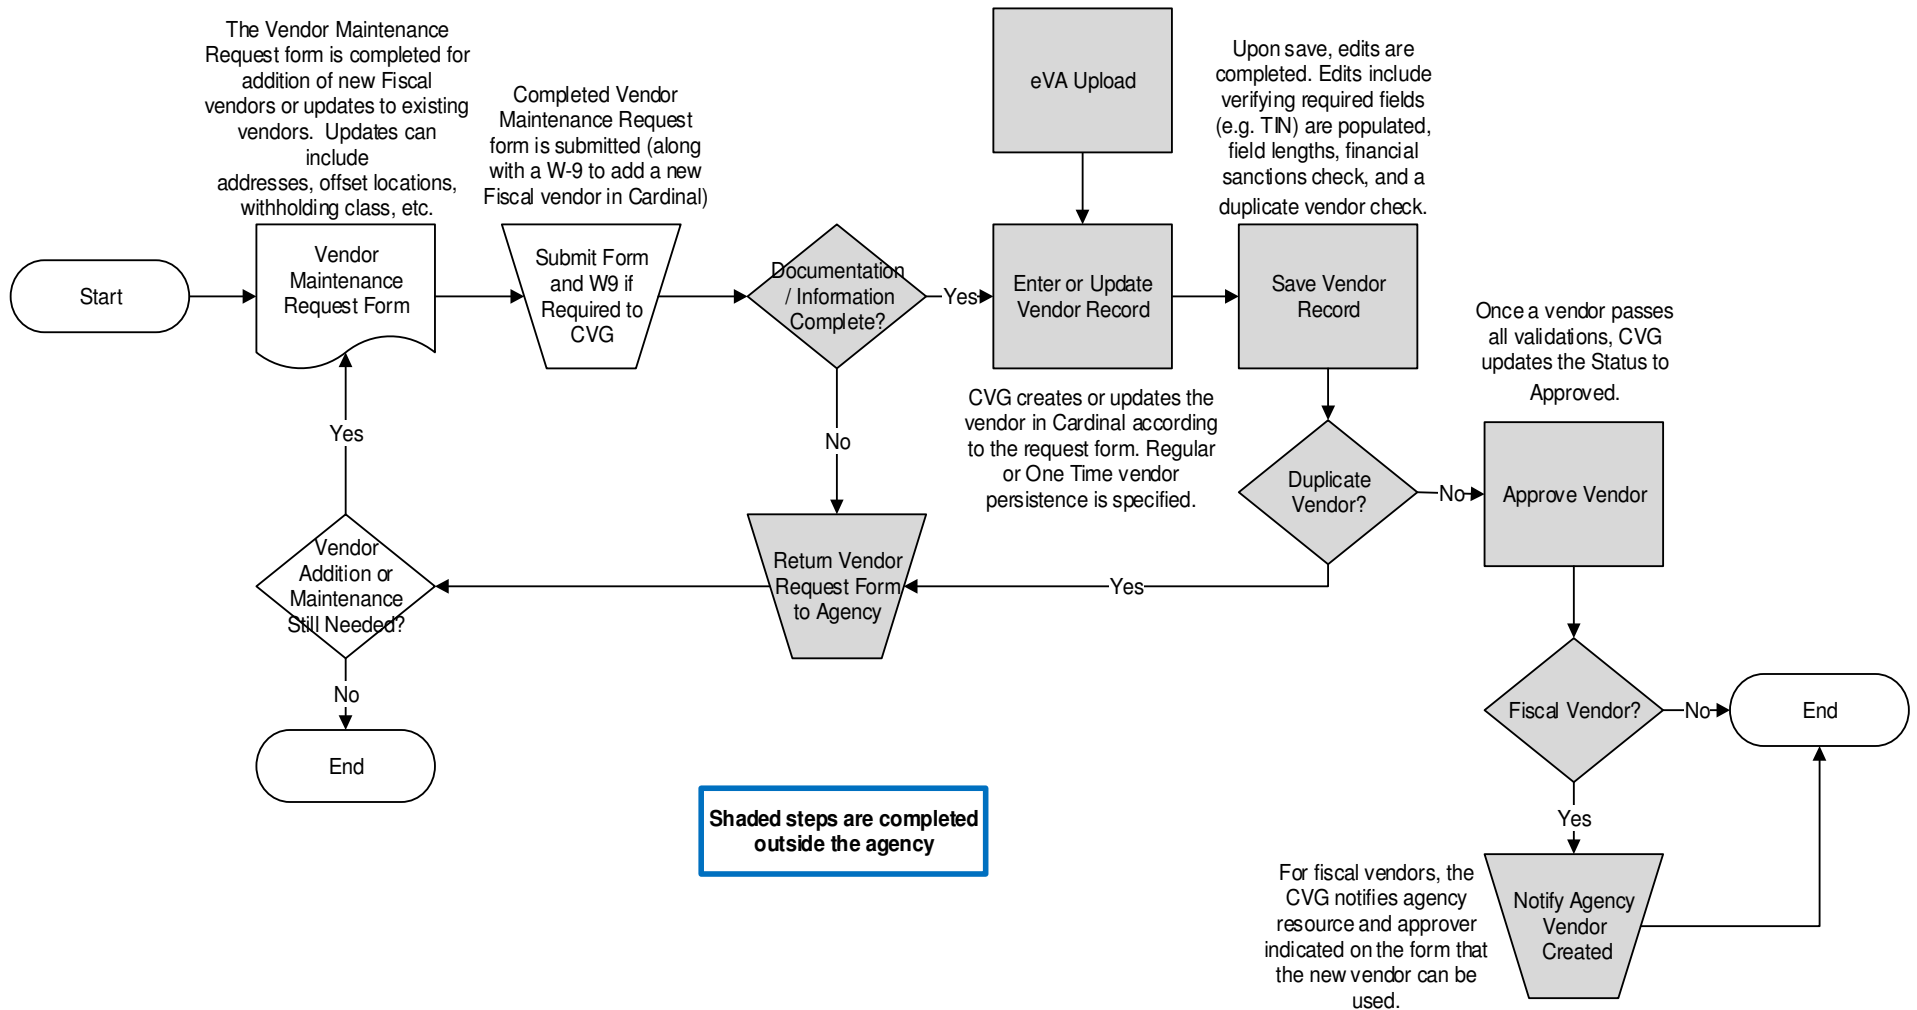 The Vendor Maintenance
Request form is completed for
addition of new Fiscal
vendors or updates to existing
vendors.  Updates can
include
addresses, offset locations,
withholding class, etc.
Completed Vendor
Maintenance Request
form is submitted (along
with a W-9 to add a new
Fiscal vendor in Cardinal)
eVA Upload
Upon save, edits are
completed. Edits include
verifying required fields
(e.g. TIN) are populated,
field lengths, financial
sanctions check, and a
duplicate vendor check.
Start
Vendor
Maintenance
Request Form
Submit Form
and W9 if
Required to
CVG
Documentation
/ Information
Complete?
Yes
Enter or Update
Vendor Record
Save Vendor
Record
Once a vendor passes
all validations, CVG
updates the Status to
Approved.
CVG creates or updates the
vendor in Cardinal according
to the request form. Regular
or One Time vendor
persistence is specified.
Yes
No
Duplicate
Vendor?
No
Approve Vendor
Vendor
Addition or
Maintenance
Still Needed?
Return Vendor
Request Form
to Agency
Yes
No
End
Fiscal Vendor?
No
End
Shaded steps are completed
outside the agency
Yes
For fiscal vendors, the
CVG notifies agency
resource and approver
indicated on the form that
the new vendor can be
used.
Notify Agency
Vendor
Created